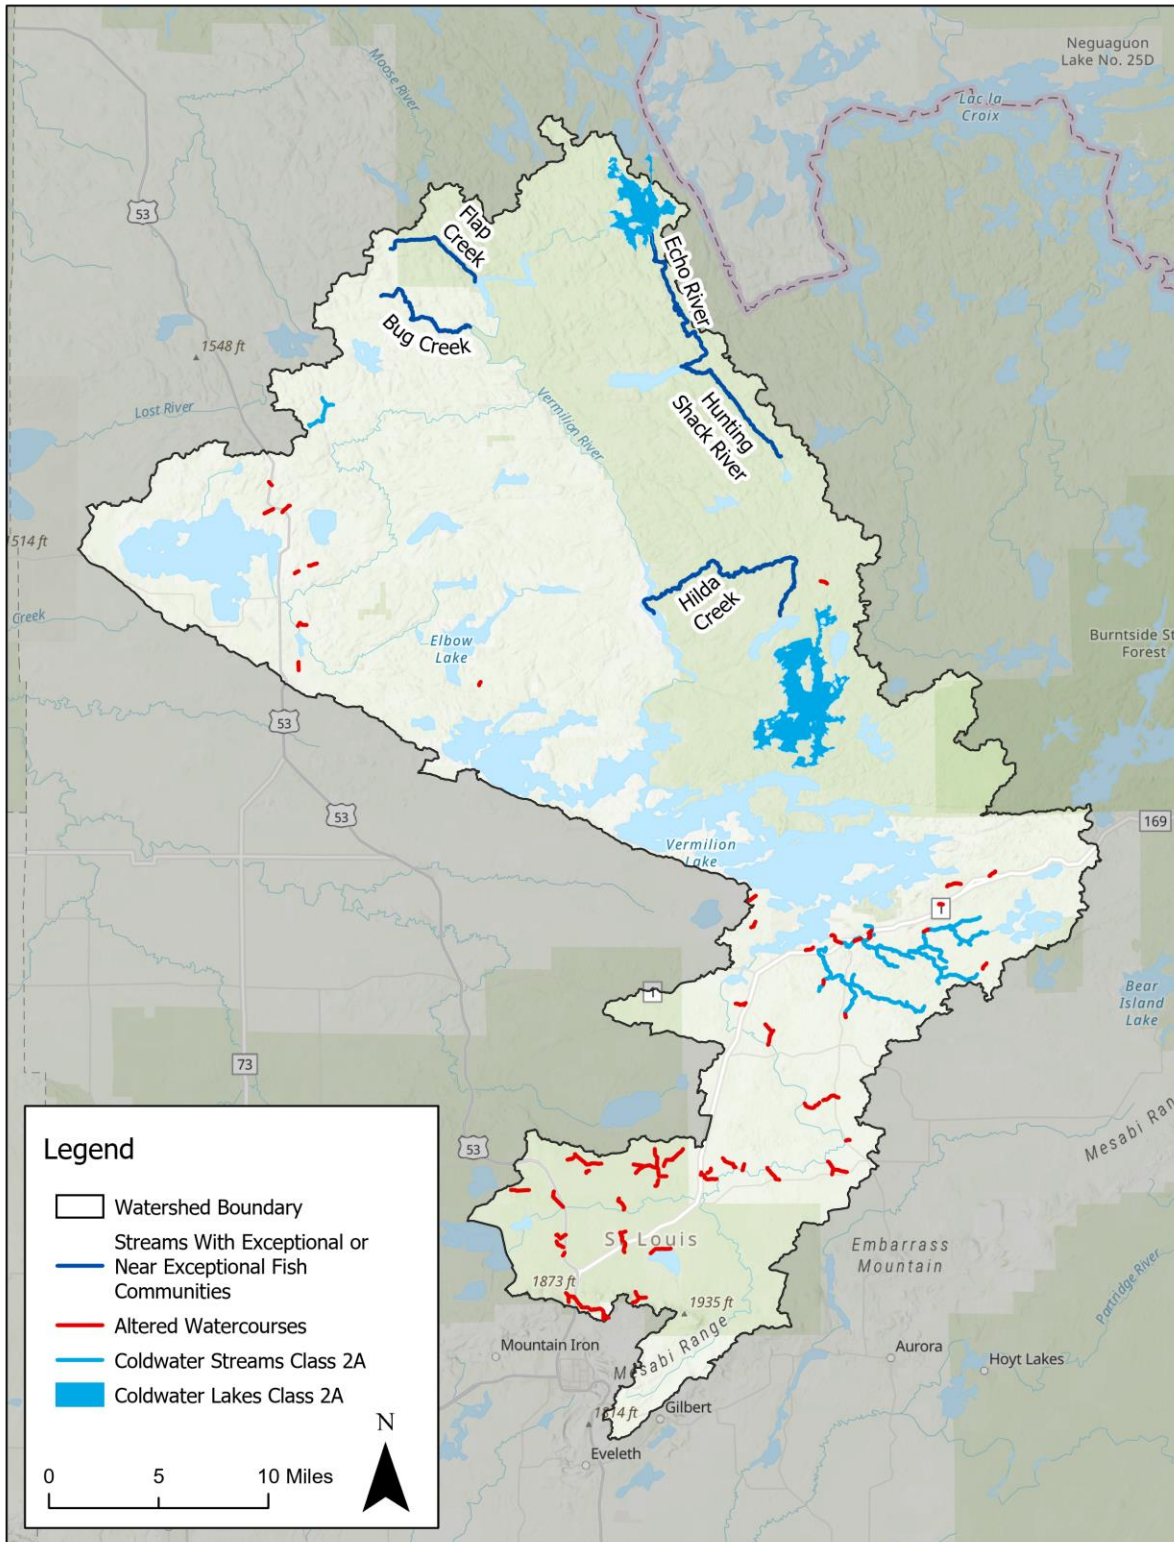 Neguaguon
Lake No. 25D
Lac la
Croix
Moose River
53
Flap
Creek
Echo River
Bug Creek
1548 ft
Lost River
Vermilion River
Hunting
Shack River
1514 ft
Creek
Hilda
Creek
Elbow
Lake
Burntside St
Forest
53
53
169
Vermilion
Lake
1
1
Bear
Island
Lake
73
53
Mesabi Ran
St Louis
Embarrass
Mountain
1873 ft
1935 ft
Partridge River
Mountain Iron
Mesabi Range
Aurora
Hoyt Lakes
Gilbert
1814 ft
Eveleth
Legend
Watershed Boundary
Streams With Exceptional or
Near Exceptional Fish
Communities
Altered Watercourses
Coldwater Streams Class 2A
Coldwater Lakes Class 2A
N
0 5 10 Miles